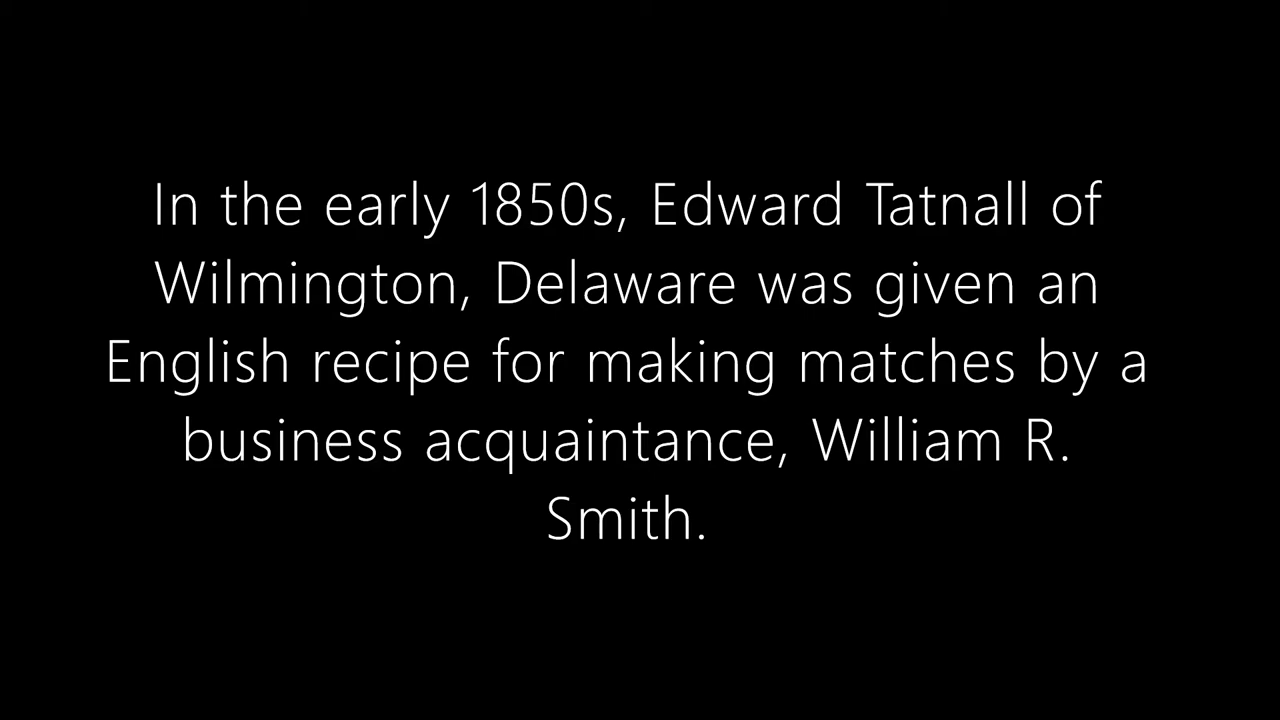 In the early 1850s, Edward Tatnall of
Wilmington, Delaware was given an
English recipe for making matches by a
business acquaintance, William R.
Smith.